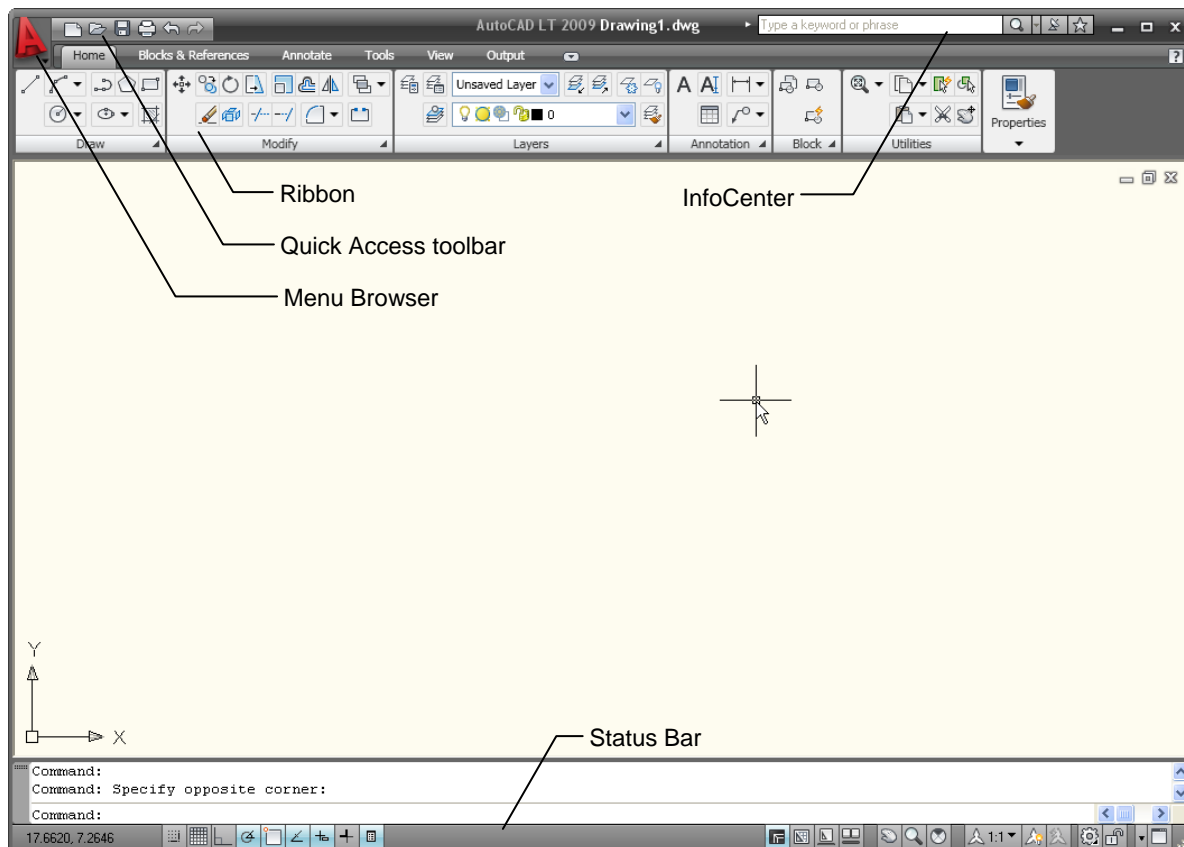 AutoCAD LT 2009 Drawing1.dwg
Type a keyword or phrase
Home Blocks & References Annotate Tools View Output
?
Unsaved Layer
0
A A
Properties
Draw Modify Layers Annotation Block Utilities
Ribbon
InfoCenter
Quick Access toolbar
Menu Browser
Y
X
Status Bar
Command:
Command: Specify opposite corner:
Command:
17.6620, 7.2646
1:1